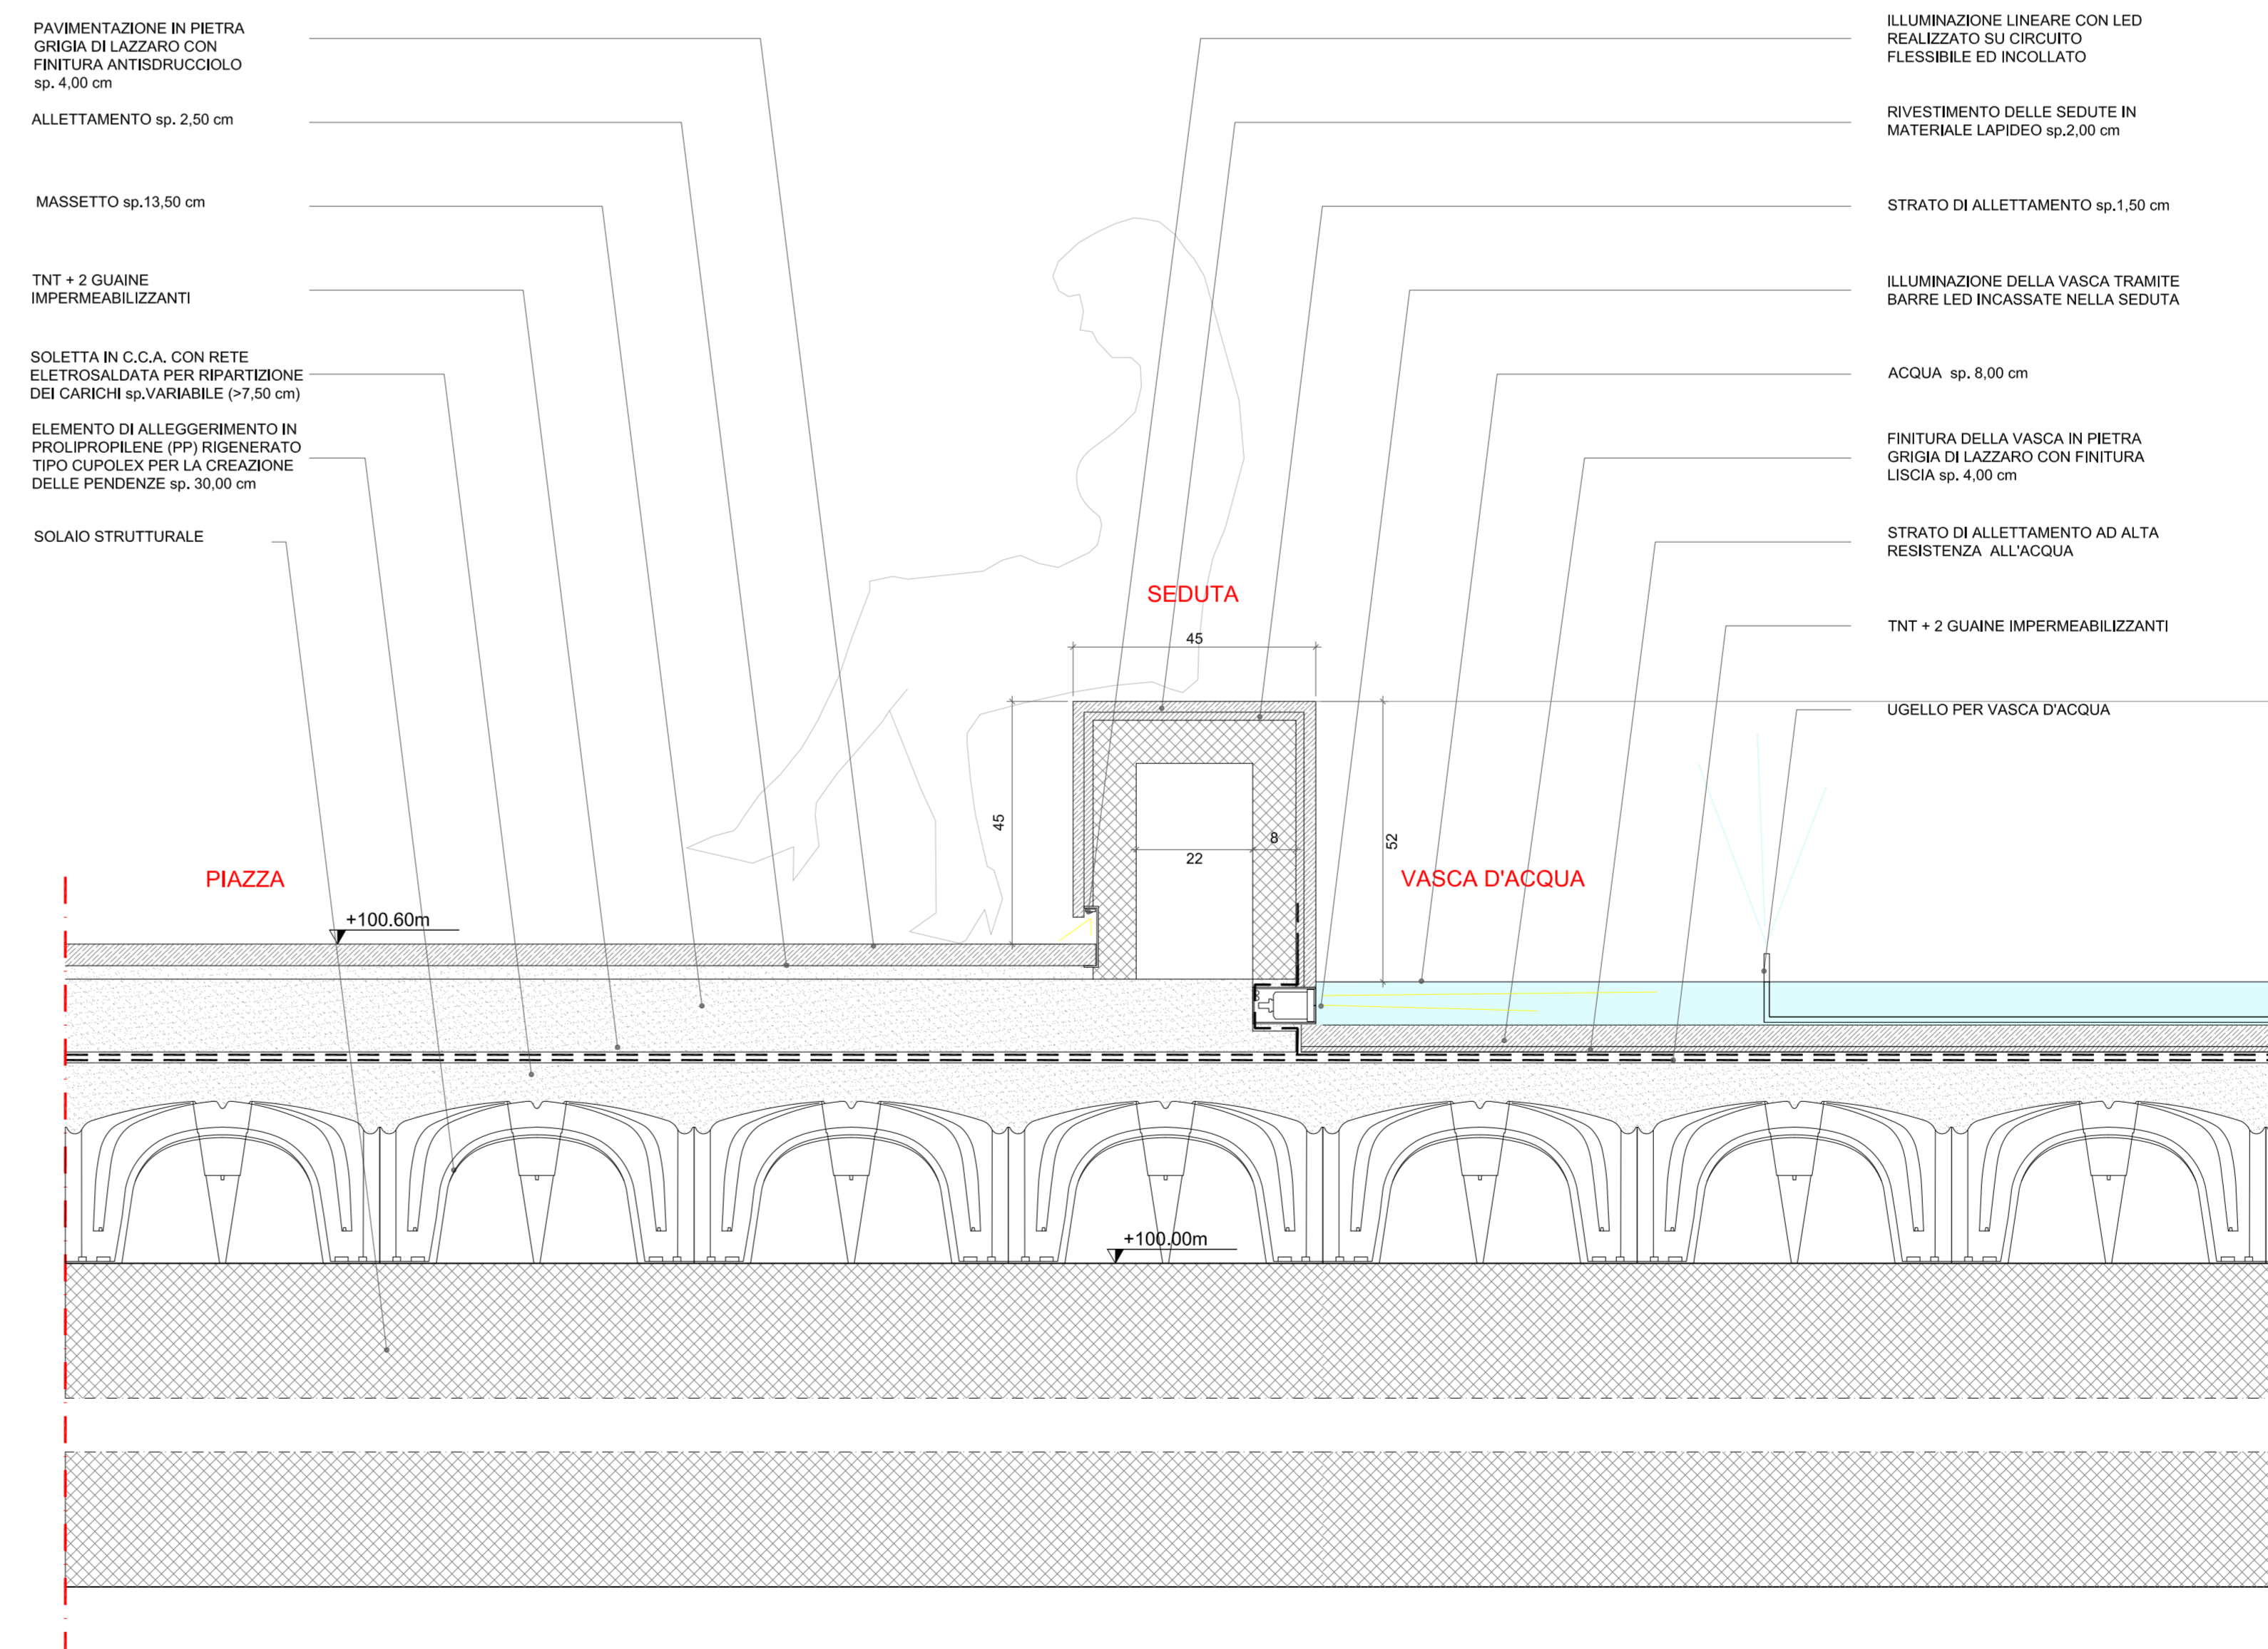 PAVIMENTAZIONE IN PIETRA
GRIGIA DI LAZZARO CON
FINITURA ANTISDRUCCIOLO
sp. 4,00 cm
ALLETTAMENTO sp. 2,50 cm
MASSETTO sp.13,50 cm
TNT + 2 GUAINE
IMPERMEABILIZZANTI
SOLETTA IN C.C.A. CON RETE
ELETROSALDATA PER RIPARTIZIONE
DEI CARICHI sp.VARIABILE (>7,50 cm)
ELEMENTO DI ALLEGGERIMENTO IN
PROLIPROPILENE (PP) RIGENERATO
TIPO CUPOLEX PER LA CREAZIONE
DELLE PENDENZE sp. 30,00 cm
SOLAIO STRUTTURALE
ILLUMINAZIONE LINEARE CON LED
REALIZZATO SU CIRCUITO
FLESSIBILE ED INCOLLATO
RIVESTIMENTO DELLE SEDUTE IN
MATERIALE LAPIDEO sp.2,00 cm
STRATO DI ALLETTAMENTO sp.1,50 cm
ILLUMINAZIONE DELLA VASCA TRAMITE
BARRE LED INCASSATE NELLA SEDUTA
ACQUA sp. 8,00 cm
FINITURA DELLA VASCA IN PIETRA
GRIGIA DI LAZZARO CON FINITURA
LISCIA sp. 4,00 cm
STRATO DI ALLETTAMENTO AD ALTA
RESISTENZA ALL'ACQUA
TNT + 2 GUAINE IMPERMEABILIZZANTI
UGELLO PER VASCA D'ACQUA
SEDUTA
45
45
52
8
22
PIAZZA
VASCA D'ACQUA
+100.60m
+100.00m